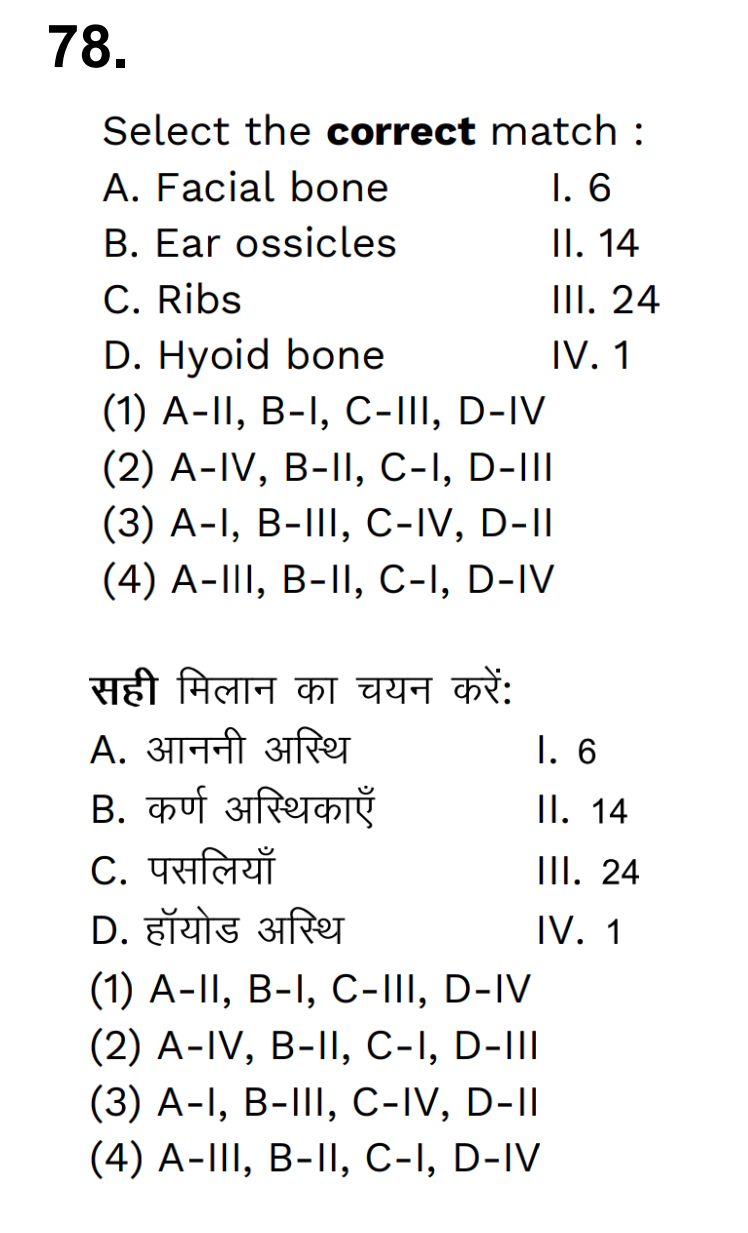 78.
Select the correct match :
A. Facial bone I. 6
B. Ear ossicles II. 14
C. Ribs III. 24
D. Hyoid bone IV. 1
(1) A-II, B-I, C-III, D-IV
(2) A-IV, B-II, C-I, D-III
(3) A-I, B-III, C-IV, D-II
(4) A-III, B-II, C-I, D-IV
सही मिलान का चयन करें:
A. आननी अस्थि I. 6
B. कर्ण अस्थिकाएँ II. 14
C. पसलियाँ III. 24
D. हॉयोड अस्थि IV. 1
(1) A-II, B-I, C-III, D-IV
(2) A-IV, B-II, C-I, D-III
(3) A-I, B-III, C-IV, D-II
(4) A-III, B-II, C-I, D-IV